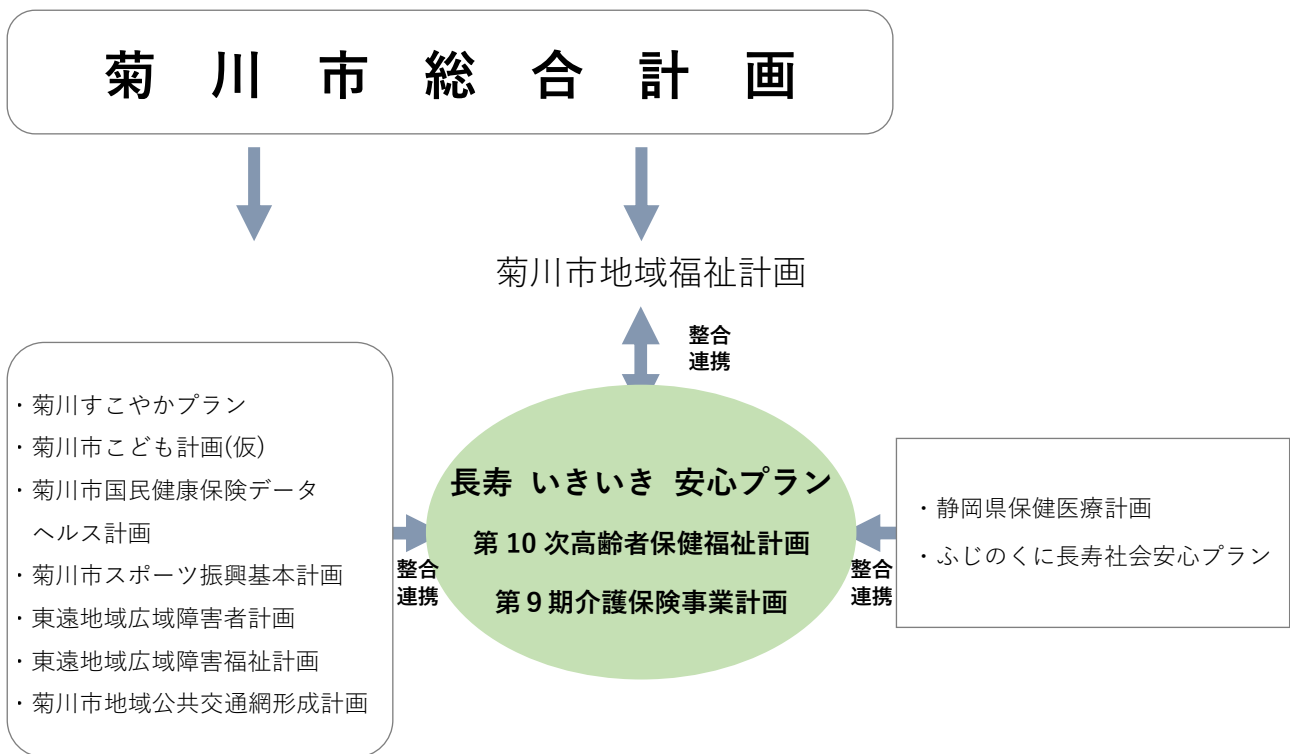 菊川市総合計画
菊川市地域福祉計画
整合
連携
・菊川すこやかプラン
・菊川市こども計画(仮)
・菊川市国民健康保険データ
ヘルス計画
・菊川市スポーツ振興基本計画
・東遠地域広域障害者計画
・東遠地域広域障害福祉計画
・菊川市地域公共交通網形成計画
整合
連携
長寿 いきいき 安心プラン
第10次高齢者保健福祉計画
第9期介護保険事業計画
整合
連携
・静岡県保健医療計画
・ふじのくに長寿社会安心プラン